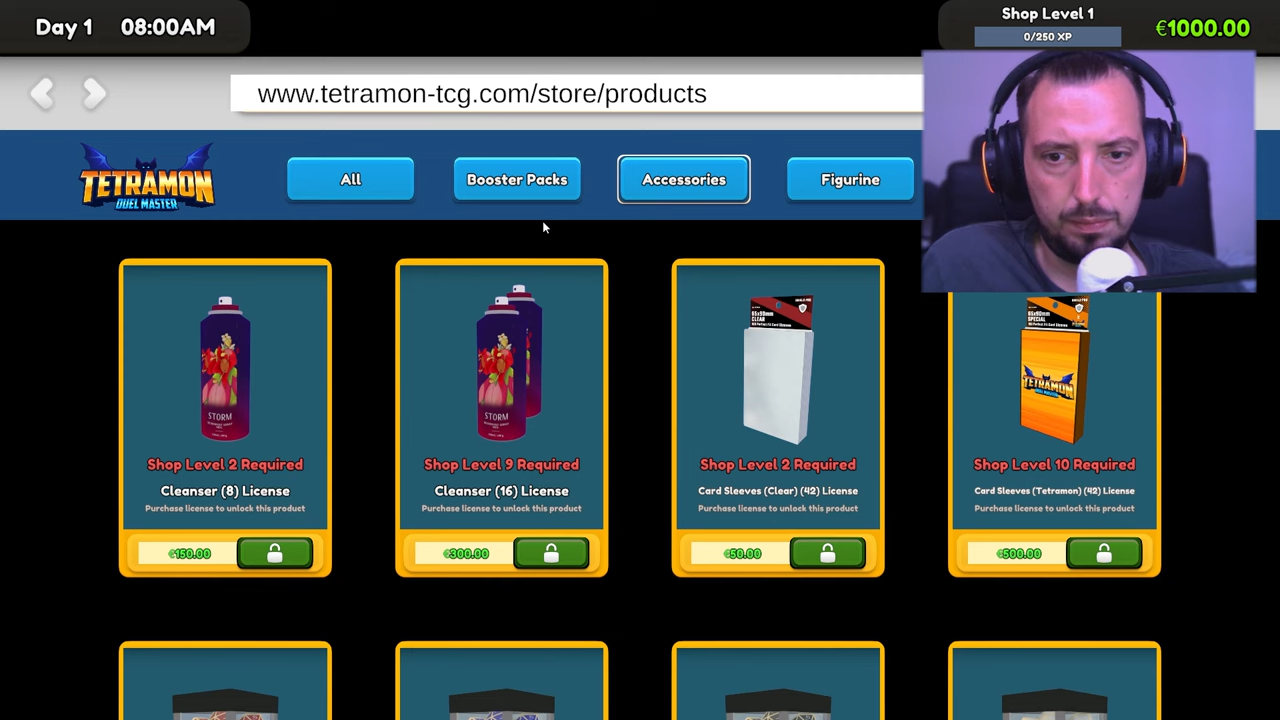 Day 1 08:00AM
Shop Level 1
0/250 XP
€1000.00
www.tetramon-tcg.com/store/products
TETRAMON
DUEL MASTER
All
Booster Packs
Accessories
Figurine
STORM
STORM
CLEAR
SPECIAL
TETRAMON
Shop Level 2 Required
Cleanser (8) License
Purchase license to unlock this product
€150.00
Shop Level 9 Required
Cleanser (16) License
Purchase license to unlock this product
€300.00
Shop Level 2 Required
Card Sleeves (Clear) (42) License
Purchase license to unlock this product
€50.00
Shop Level 10 Required
Card Sleeves (Tetramon) (42) License
Purchase license to unlock this product
€500.00